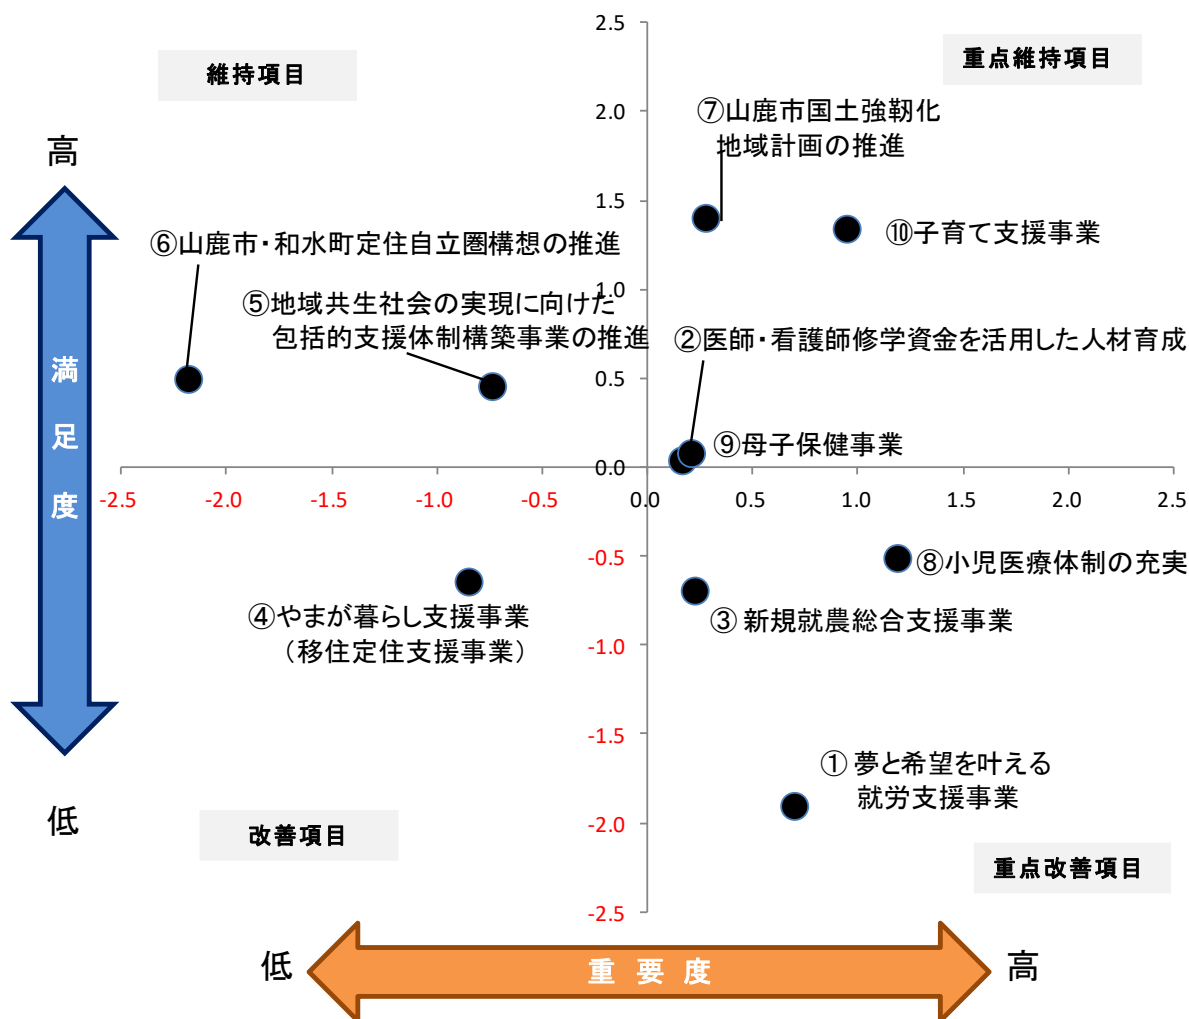 維持項目
重点維持項目
高
満足度
低
⑦山鹿市国土強靭化
地域計画の推進
⑩子育て支援事業
⑥山鹿市・和水町定住自立圏構想の推進
⑤地域共生社会の実現に向けた
包括的支援体制構築事業の推進
②医師・看護師修学資金を活用した人材育成
⑨母子保健事業
⑧小児医療体制の充実
③新規就農総合支援事業
④やまが暮らし支援事業
（移住定住支援事業）
①夢と希望を叶える
就労支援事業
2.5
2.0
1.5
1.0
0.5
0.0
-0.5
-1.0
-1.5
-2.0
-2.5
-2.5 -2.0 -1.5 -1.0 -0.5 0.0 0.5 1.0 1.5 2.0 2.5
改善項目
重点改善項目
低 重要度 高